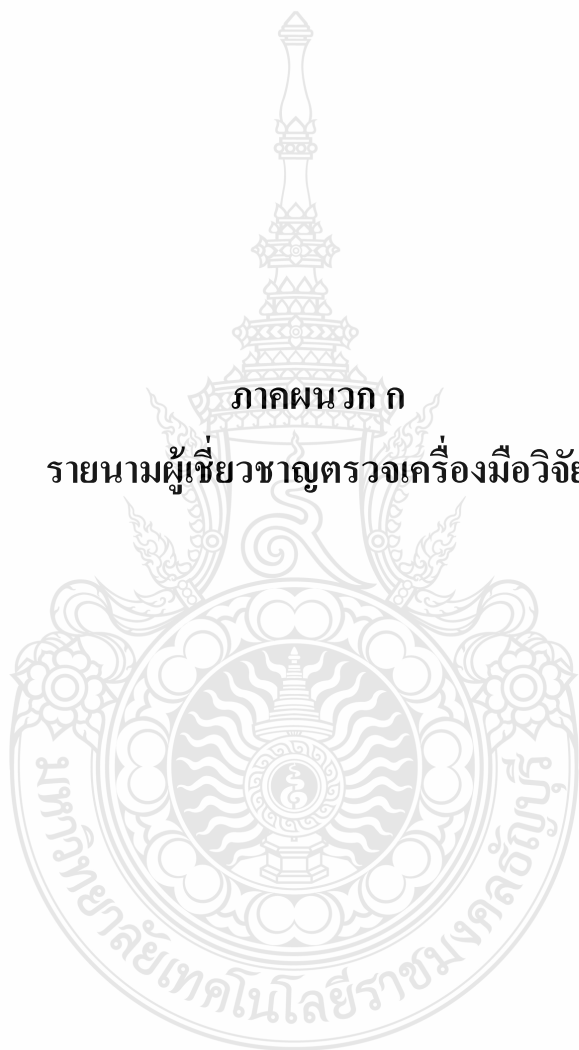 ภาคผนวก ก
รายนามผู้เชี่ยวชาญตรวจเครื่องมือวิจัย
มหาวิทยาลัยเทคโนโลยีราชมงคลธัญบุรี